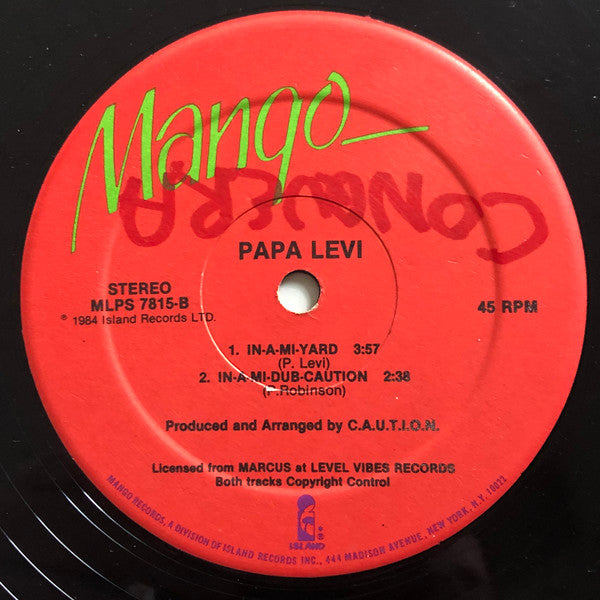 Mango
CONQUERA
PAPA LEVI
STEREO
MLPS 7815-B
℗ 1984 Island Records LTD.
45 RPM
1. IN-A-MI-YARD 3:57
(P. Levi)
2. IN-A-MI-DUB-CAUTION 2:38
(P.Robinson)
Produced and Arranged by C.A.U.T.I.O.N.
Licensed from MARCUS at LEVEL VIBES RECORDS
Both tracks Copyright Control
ISLAND®
MANGO RECORDS, A DIVISION OF ISLAND RECORDS INC., 444 MADISON AVENUE, NEW YORK, N.Y. 10022